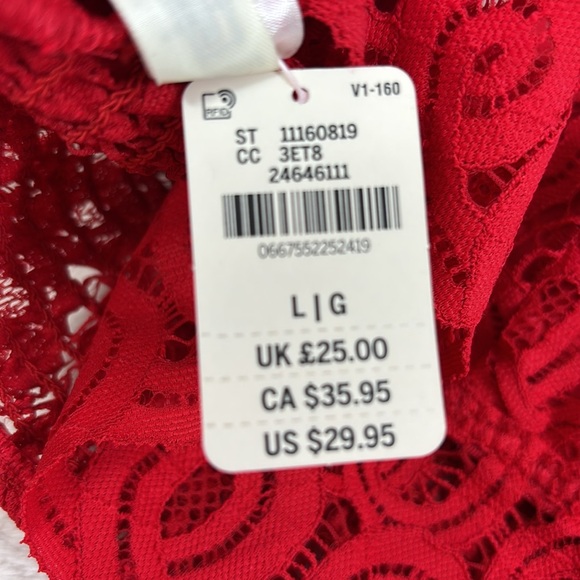 V1-160
RFID
ST 11160819
CC 3ET8
24646111
0667552252419
L | G
UK £25.00
CA $35.95
US $29.95